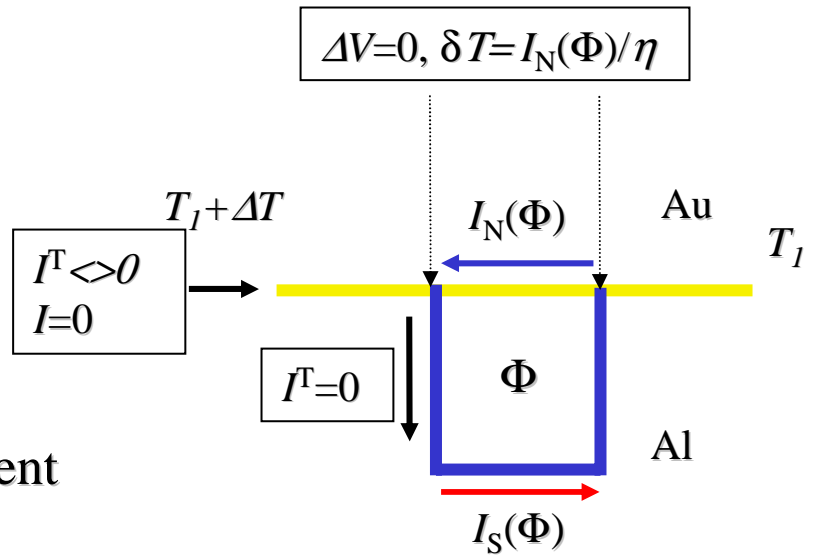 ΔV=0, δT=I_N(Φ)/η
T_1+ΔT
I_N(Φ)
Au
T_1
I^T<>0
I=0
I^T=0
Φ
Al
ent
I_S(Φ)